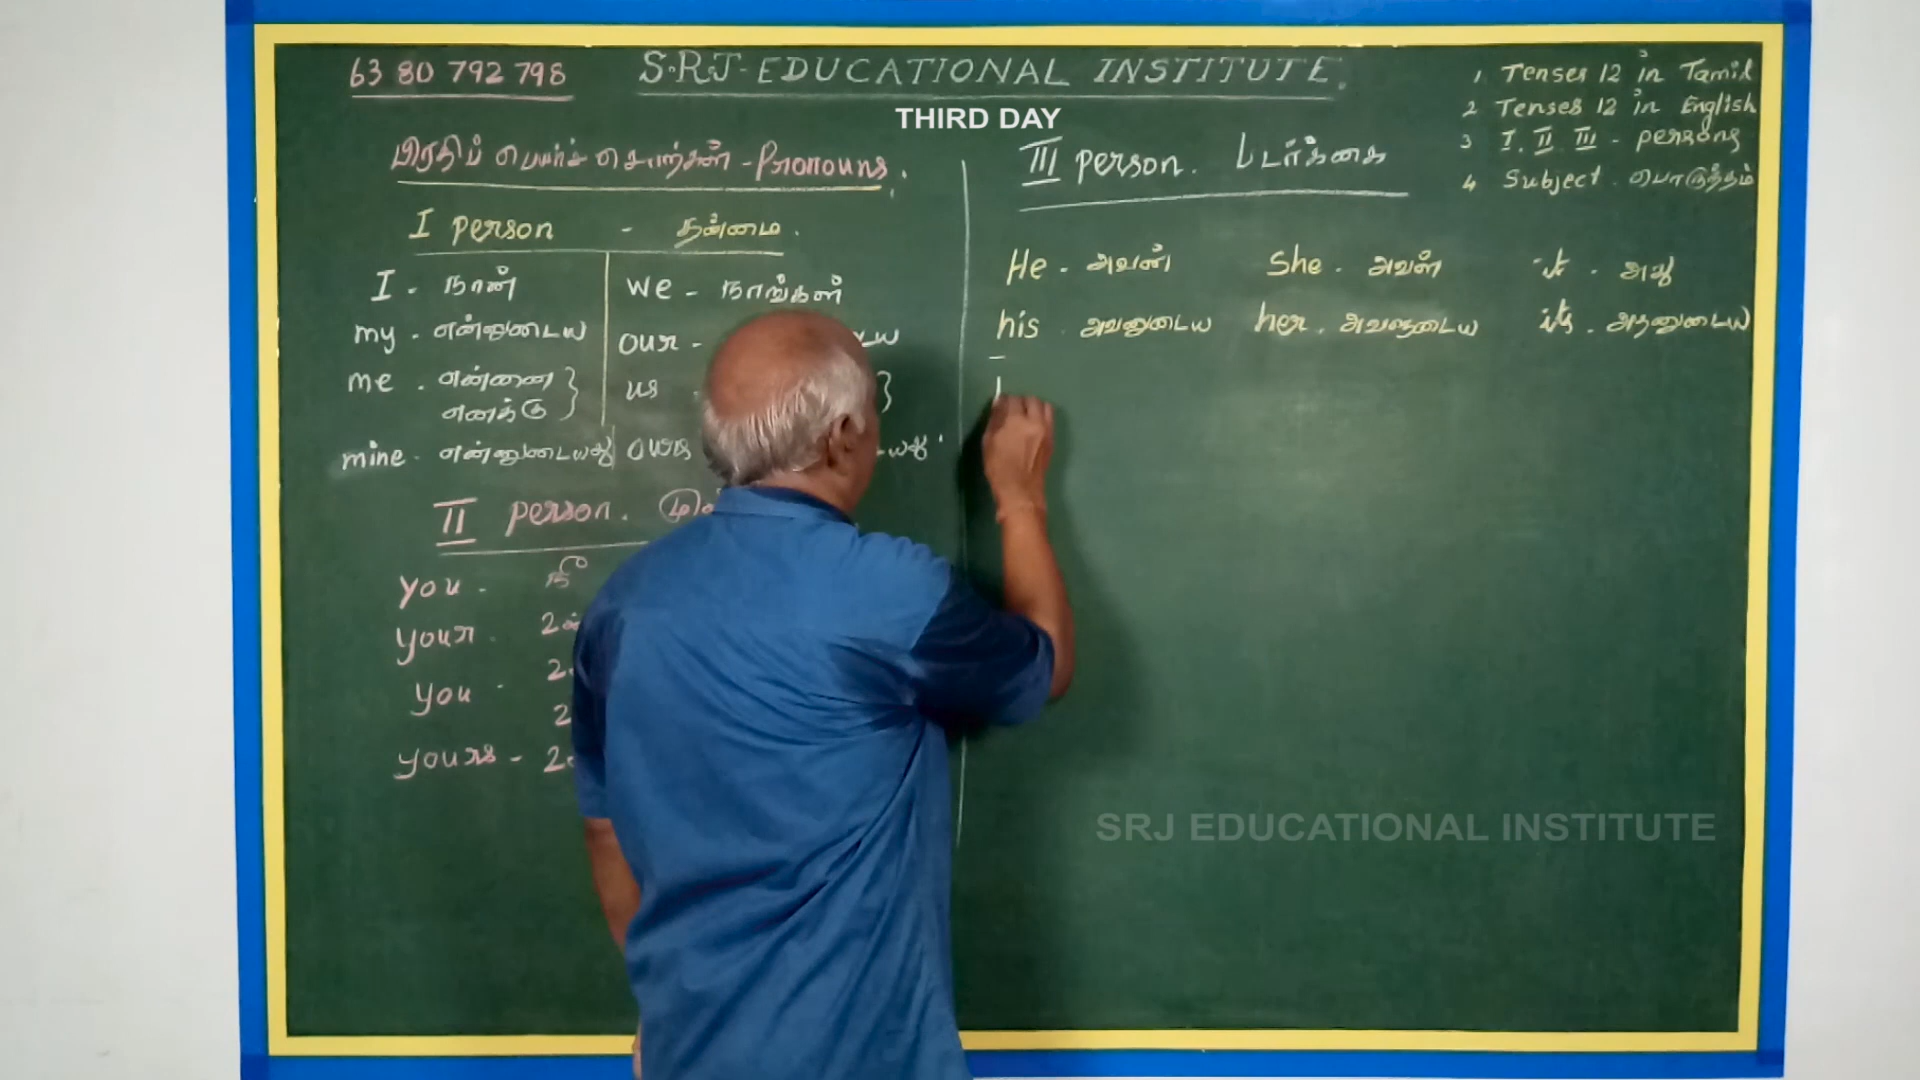 63 80 792 798
S.R.J- EDUCATIONAL INSTITUTE.
THIRD DAY
1 Tenses 12 in Tamil
2 Tenses 12 in English
3 I. II. III - persons
4 Subject. பொருத்தம்
பிரதிப் பெயர்ச் சொற்கள் - Pronouns.
I person - தன்மை.
I - நான்
we - நாங்கள்
my - என்னுடைய
our -
me - என்னை
எனக்கு }
us - }
mine - என்னுடையது
ours
II person.
you - நீ
your -
you -
yours -
III person. படர்க்கை
He - அவன் She - அவள் it - அது
his - அவனுடைய her - அவளுடைய its - அதனுடைய
SRJ EDUCATIONAL INSTITUTE